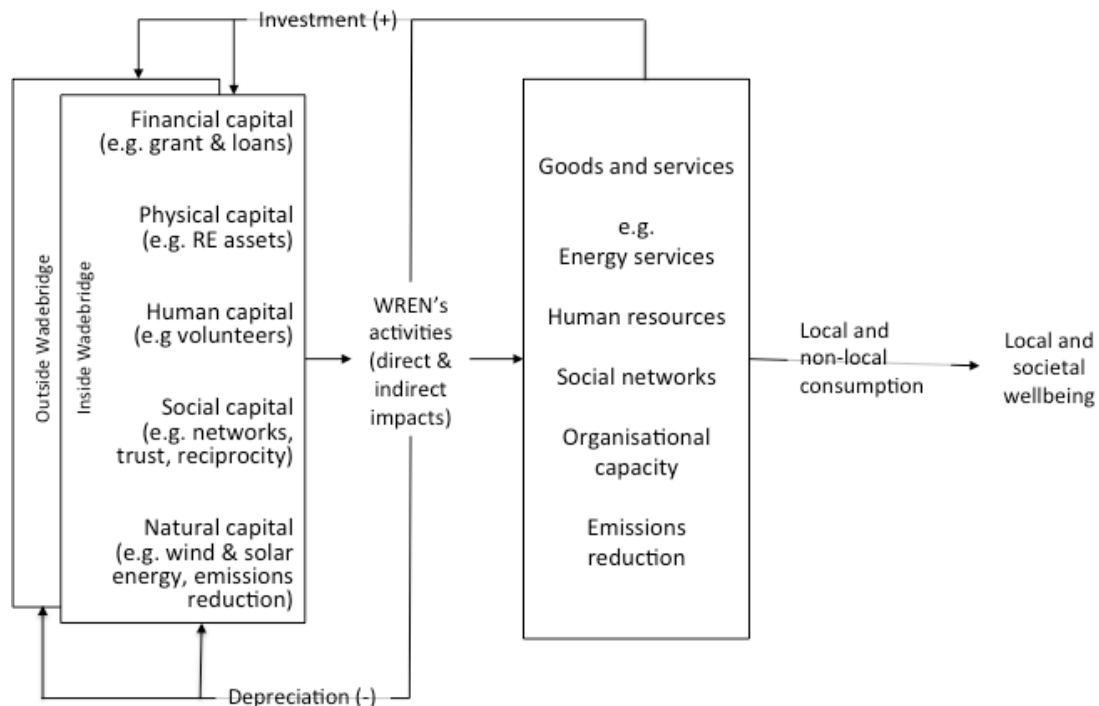 Investment (+)
Outside Wadebridge
Inside Wadebridge
Financial capital
(e.g. grant & loans)
Physical capital
(e.g. RE assets)
Human capital
(e.g volunteers)
Social capital
(e.g. networks,
trust, reciprocity)
Natural capital
(e.g. wind & solar
energy, emissions
reduction)
WREN's
activities
(direct &
indirect
impacts)
Goods and services
e.g.
Energy services
Human resources
Social networks
Organisational
capacity
Emissions
reduction
Local and
non-local
consumption
Local and
societal
wellbeing
Depreciation (-)